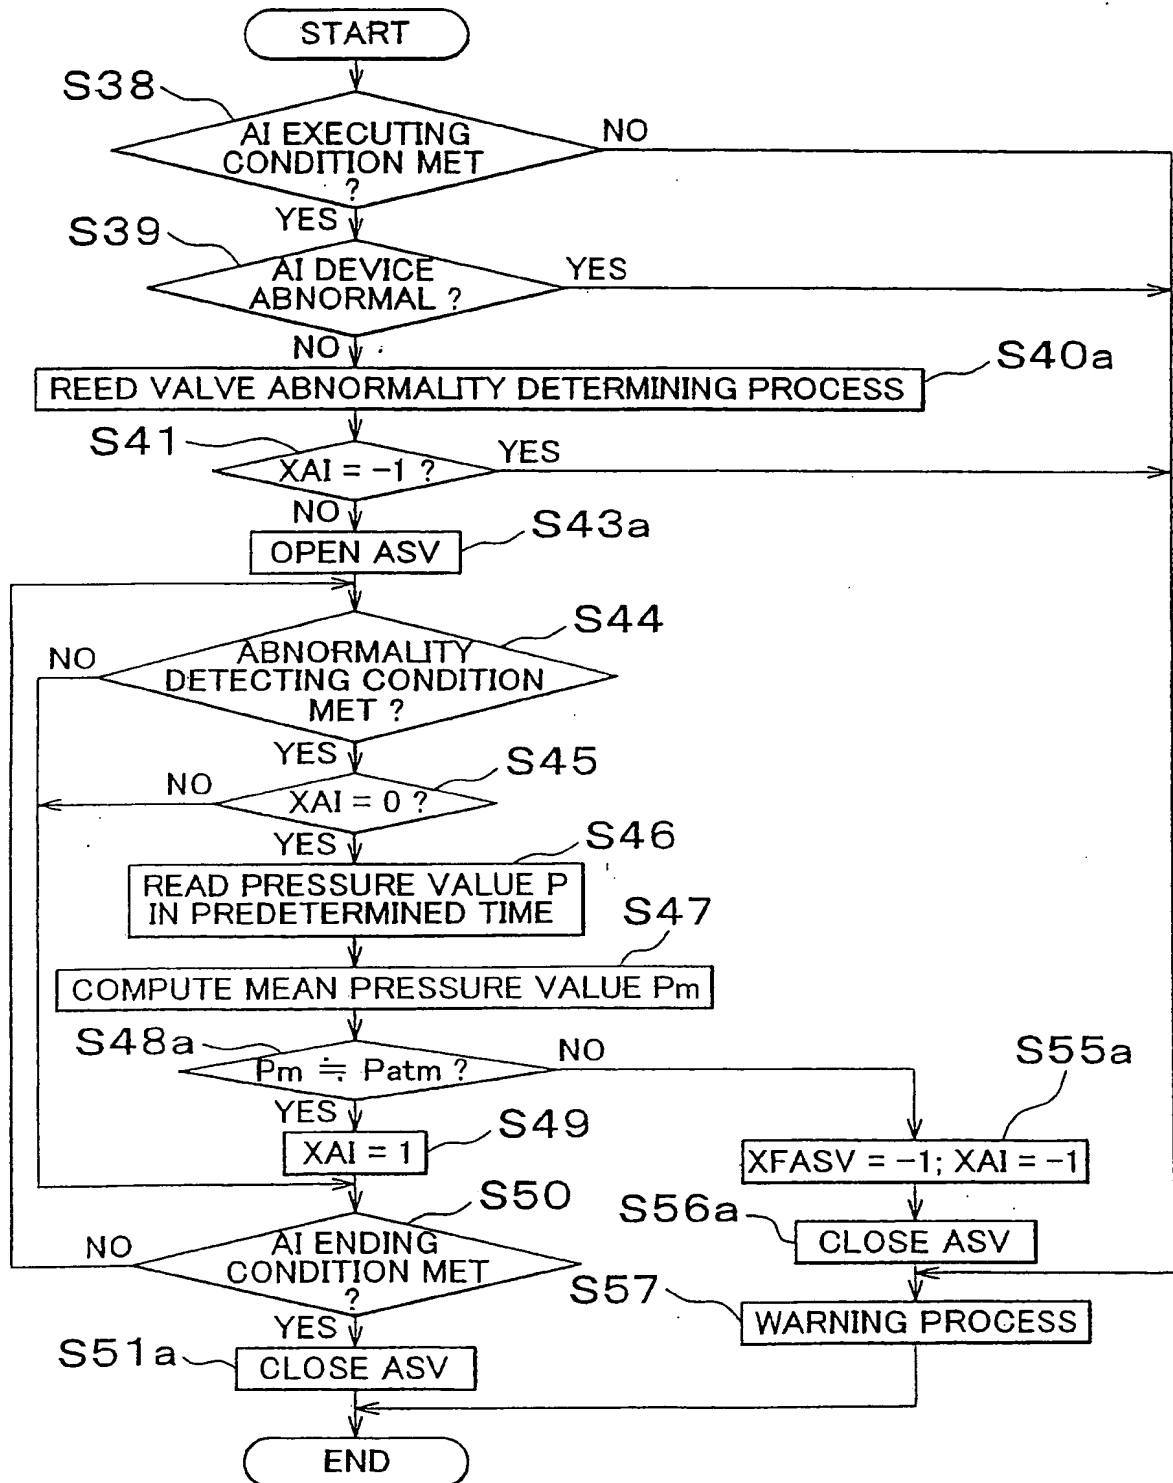 START
S38
AI EXECUTING
CONDITION MET
?
NO
YES
S39
AI DEVICE
ABNORMAL ?
YES
NO
S40a
REED VALVE ABNORMALITY DETERMINING PROCESS
S41
XAI = −1 ?
YES
NO
S43a
OPEN ASV
S44
ABNORMALITY
DETECTING CONDITION
MET ?
NO
YES
S45
XAI = 0 ?
NO
YES
S46
READ PRESSURE VALUE P
IN PREDETERMINED TIME
S47
COMPUTE MEAN PRESSURE VALUE Pm
S48a
Pm ≒ Patm ?
NO
YES
S55a
S49
XAI = 1
XFASV = −1; XAI = −1
S50
S56a
AI ENDING
CONDITION MET
?
NO
CLOSE ASV
YES
S57
WARNING PROCESS
S51a
CLOSE ASV
END